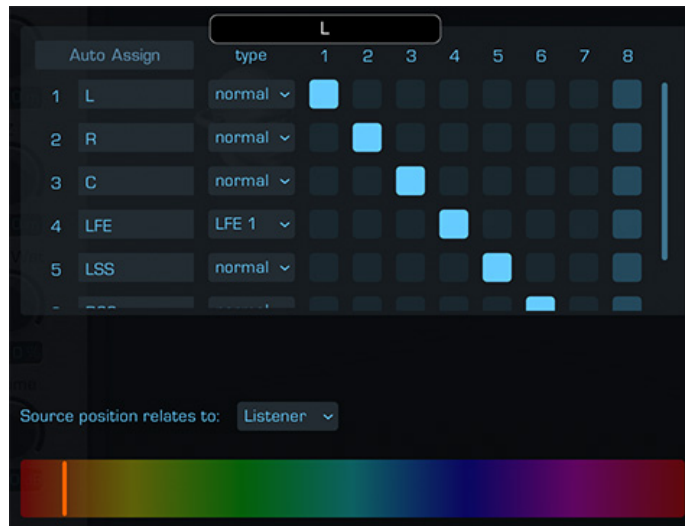 L
Auto Assign type 1 2 3 4 5 6 7 8
1 L normal
2 R normal
3 C normal
4 LFE LFE 1
5 LSS normal
Source position relates to: Listener